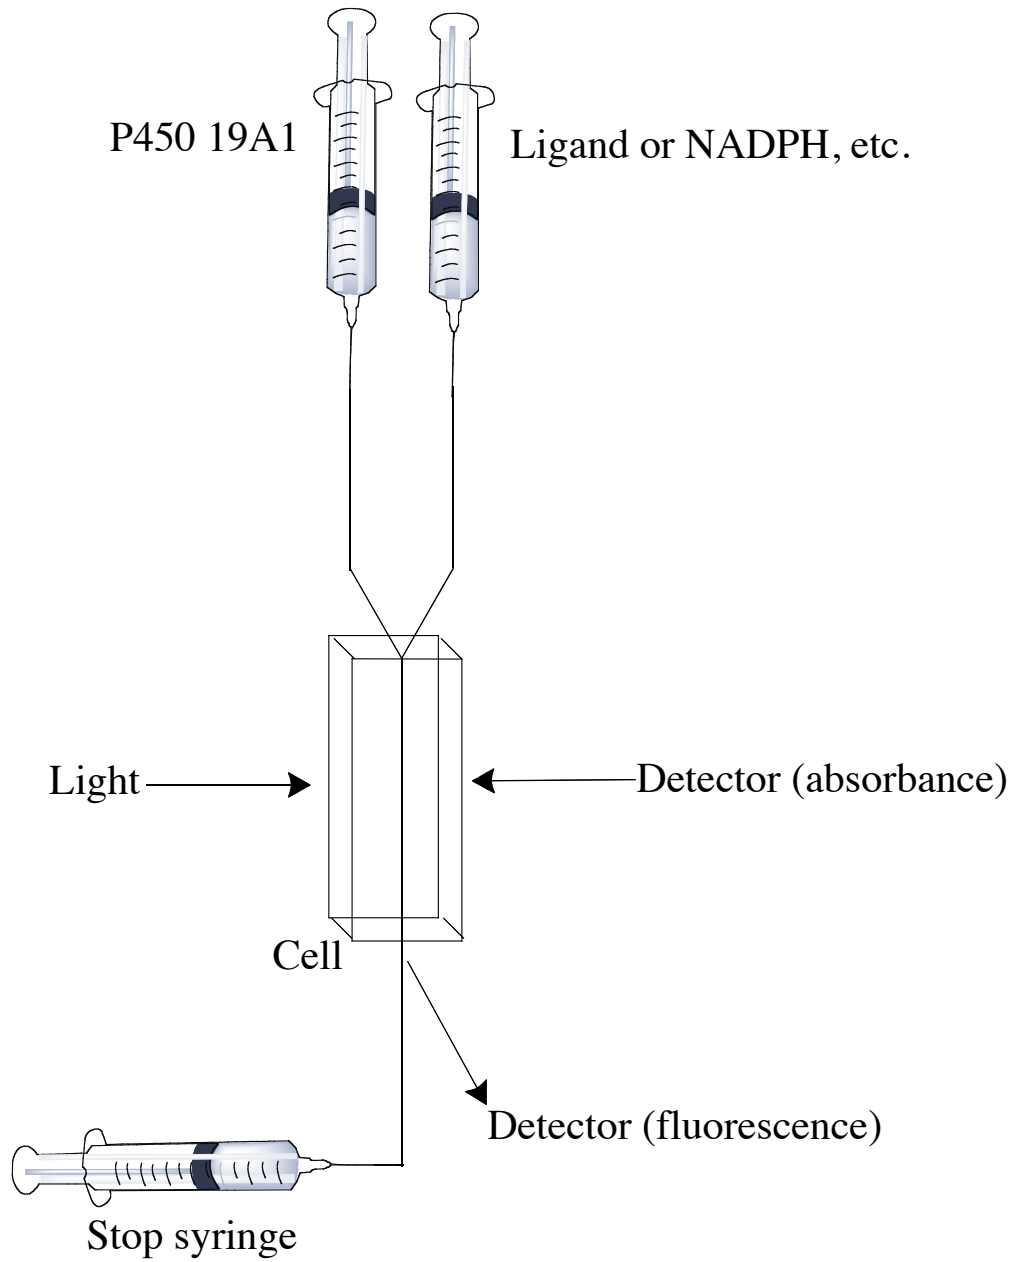 P450 19A1
Ligand or NADPH, etc.
Light
Detector (absorbance)
Cell
Detector (fluorescence)
Stop syringe